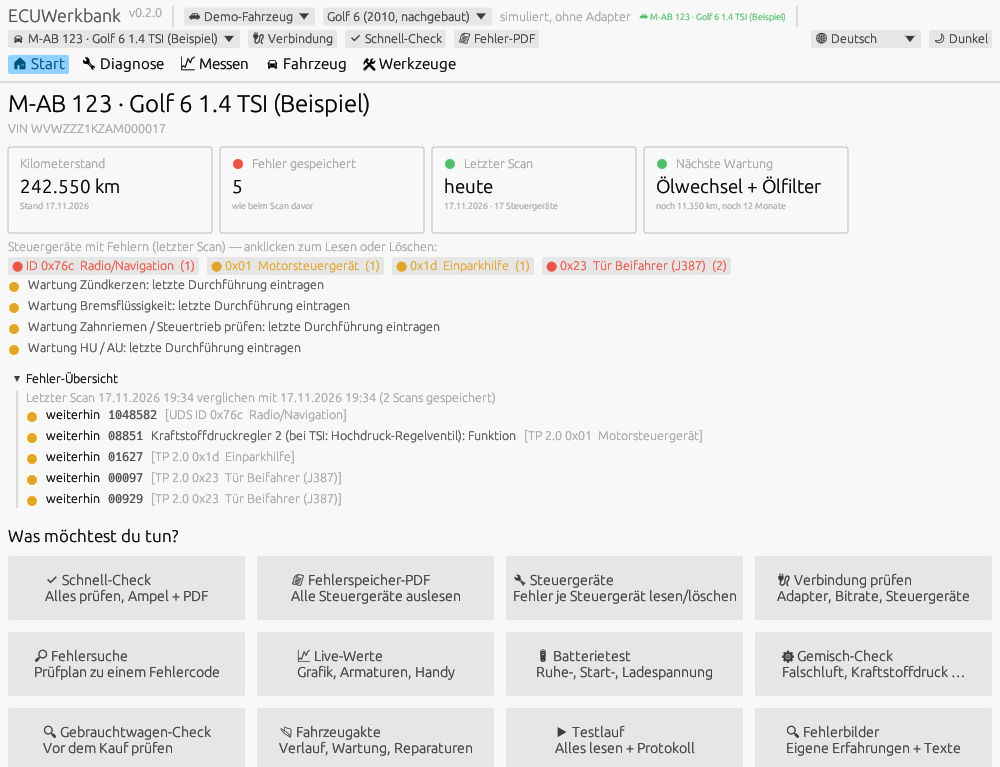 ECUWerkbank v0.2.0 Demo-Fahrzeug Golf 6 (2010, nachgebaut) simuliert, ohne Adapter M-AB 123 · Golf 6 1.4 TSI (Beispiel)
M-AB 123 · Golf 6 1.4 TSI (Beispiel) Verbindung Schnell-Check Fehler-PDF Deutsch Dunkel
Start Diagnose Messen Fahrzeug Werkzeuge
M-AB 123 · Golf 6 1.4 TSI (Beispiel)
VIN WVWZZZ1KZAM000017
Kilometerstand
242.550 km
Stand 17.11.2026
Fehler gespeichert
5
wie beim Scan davor
Letzter Scan
heute
17.11.2026 · 17 Steuergeräte
Nächste Wartung
Ölwechsel + Ölfilter
noch 11.350 km, noch 12 Monate
Steuergeräte mit Fehlern (letzter Scan) — anklicken zum Lesen oder Löschen:
ID 0x76c Radio/Navigation (1) 0x01 Motorsteuergerät (1) 0x1d Einparkhilfe (1) 0x23 Tür Beifahrer (J387) (2)
Wartung Zündkerzen: letzte Durchführung eintragen
Wartung Bremsflüssigkeit: letzte Durchführung eintragen
Wartung Zahnriemen / Steuertrieb prüfen: letzte Durchführung eintragen
Wartung HU / AU: letzte Durchführung eintragen
Fehler-Übersicht
Letzter Scan 17.11.2026 19:34 verglichen mit 17.11.2026 19:34 (2 Scans gespeichert)
weiterhin 1048582 [UDS ID 0x76c Radio/Navigation]
weiterhin 08851 Kraftstoffdruckregler 2 (bei TSI: Hochdruck-Regelventil): Funktion [TP 2.0 0x01 Motorsteuergerät]
weiterhin 01627 [TP 2.0 0x1d Einparkhilfe]
weiterhin 00097 [TP 2.0 0x23 Tür Beifahrer (J387)]
weiterhin 00929 [TP 2.0 0x23 Tür Beifahrer (J387)]
Was möchtest du tun?
Schnell-Check
Alles prüfen, Ampel + PDF
Fehlerspeicher-PDF
Alle Steuergeräte auslesen
Steuergeräte
Fehler je Steuergerät lesen/löschen
Verbindung prüfen
Adapter, Bitrate, Steuergeräte
Fehlersuche
Prüfplan zu einem Fehlercode
Live-Werte
Grafik, Armaturen, Handy
Batterietest
Ruhe-, Start-, Ladespannung
Gemisch-Check
Falschluft, Kraftstoffdruck …
Gebrauchtwagen-Check
Vor dem Kauf prüfen
Fahrzeugakte
Verlauf, Wartung, Reparaturen
Testlauf
Alles lesen + Protokoll
Fehlerbilder
Eigene Erfahrungen + Texte